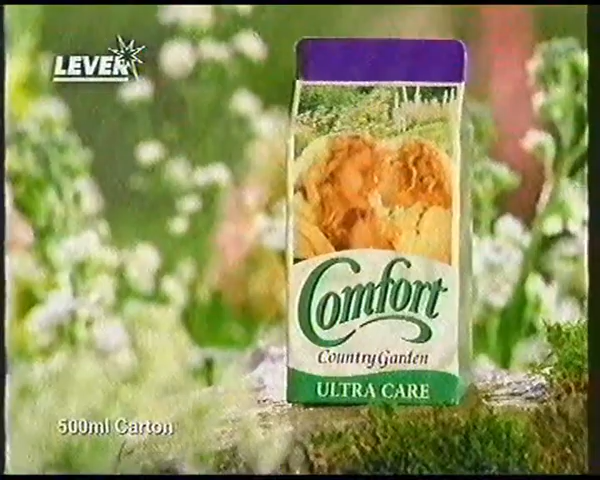 LEVER
Comfort
Country Garden
ULTRA CARE
500ml Carton